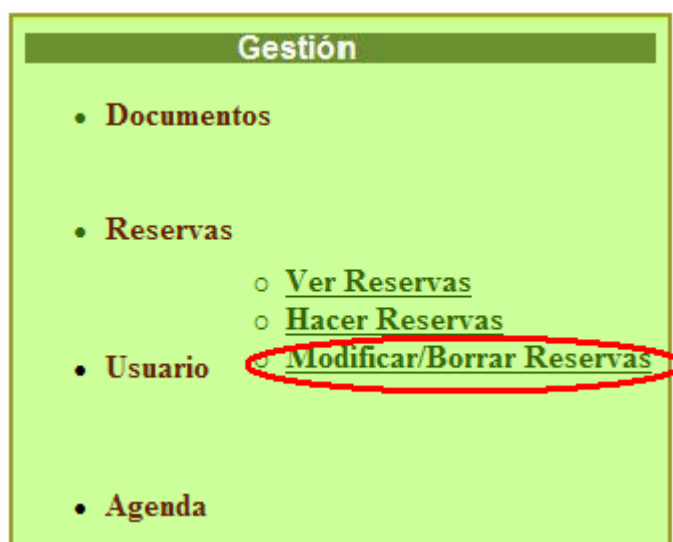 Gestión
Documentos
Reservas
Ver Reservas
Hacer Reservas
Modificar/Borrar Reservas
Usuario
Agenda